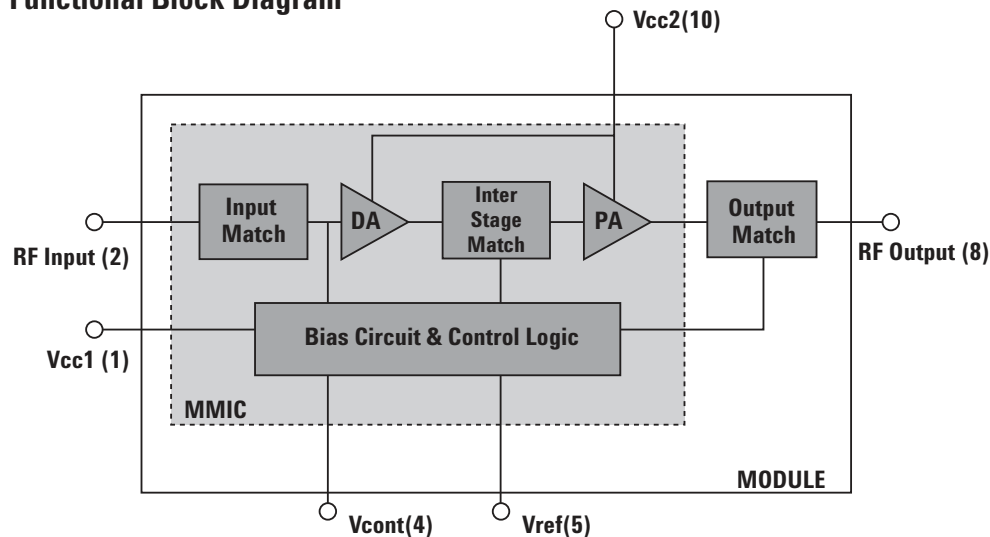 Functional Block Diagram
Vcc2(10)
Input
Match
DA
Inter
Stage
Match
PA
Output
Match
RF Input (2)
RF Output (8)
Bias Circuit & Control Logic
Vcc1 (1)
MMIC
MODULE
Vcont(4)
Vref(5)